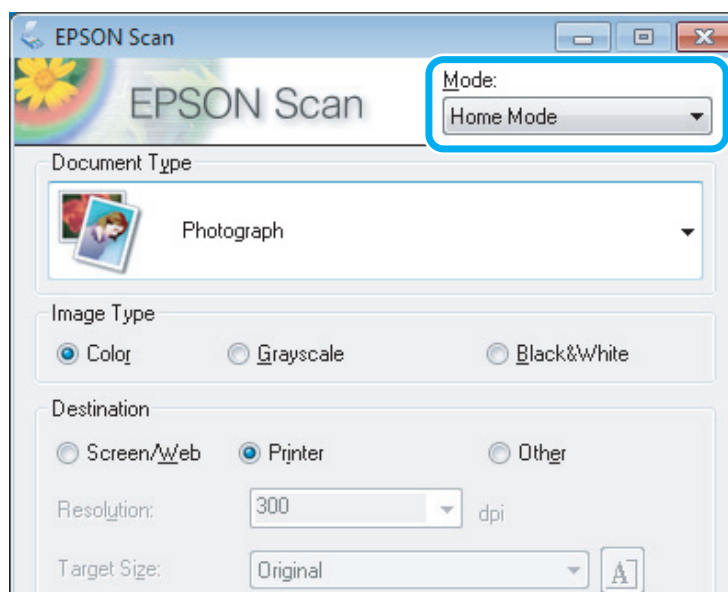 EPSON Scan
EPSON Scan
Mode:
Home Mode
Document Type
Photograph
Image Type
Color Grayscale Black&White
Destination
Screen/Web Printer Other
Resolution: 300 dpi
Target Size: Original A